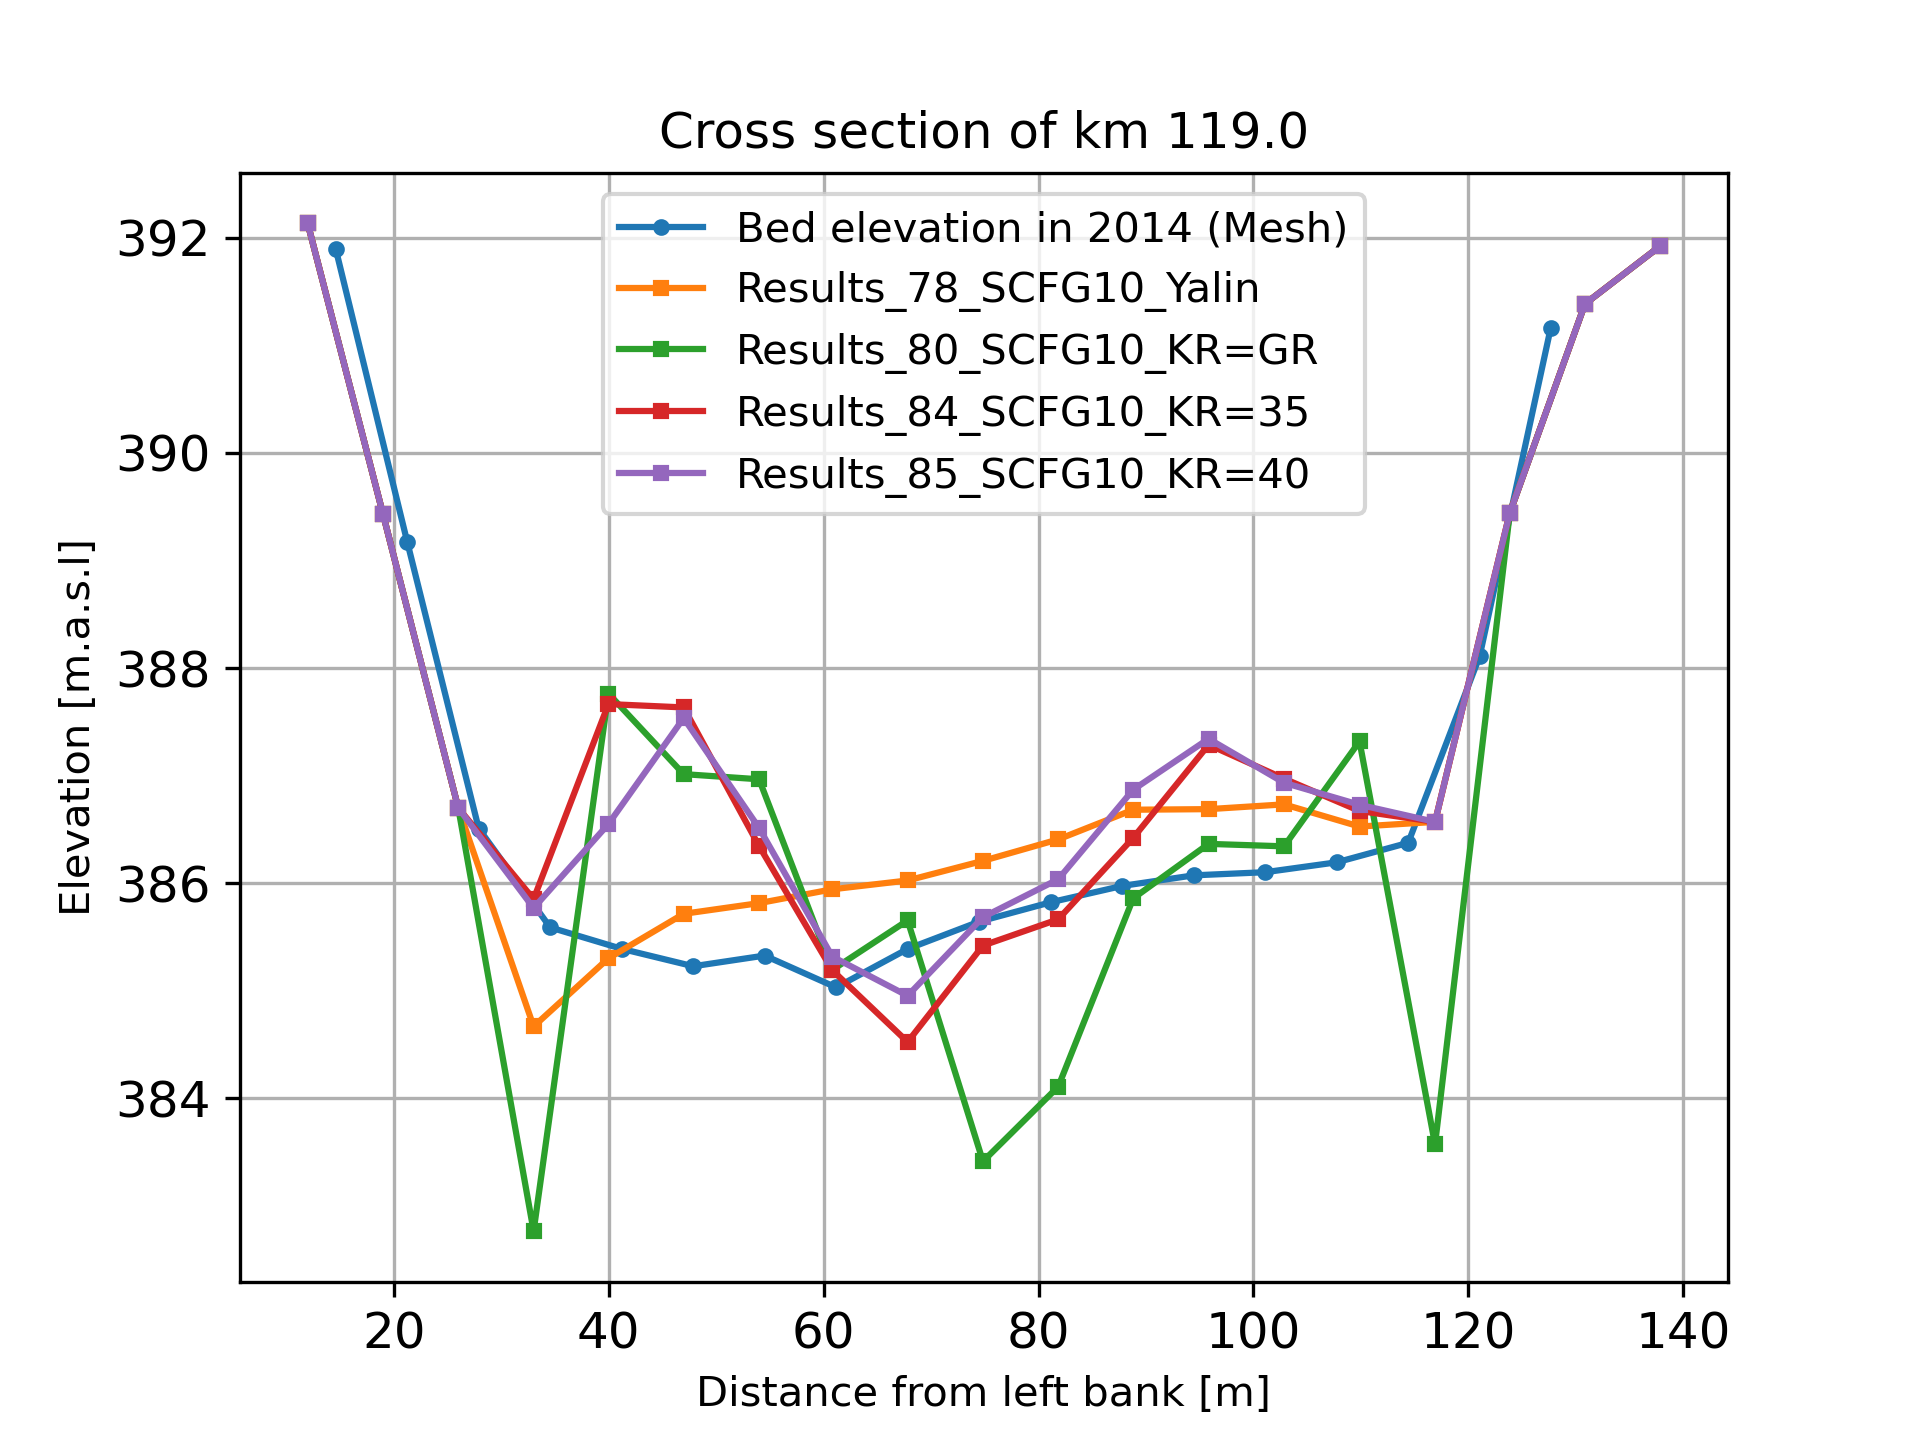 Cross section of km 119.0
Bed elevation in 2014 (Mesh)
Results_78_SCFG10_Yalin
Results_80_SCFG10_KR=GR
Results_84_SCFG10_KR=35
Results_85_SCFG10_KR=40
Elevation [m.a.s.l]
392
390
388
386
384
20 40 60 80 100 120 140
Distance from left bank [m]